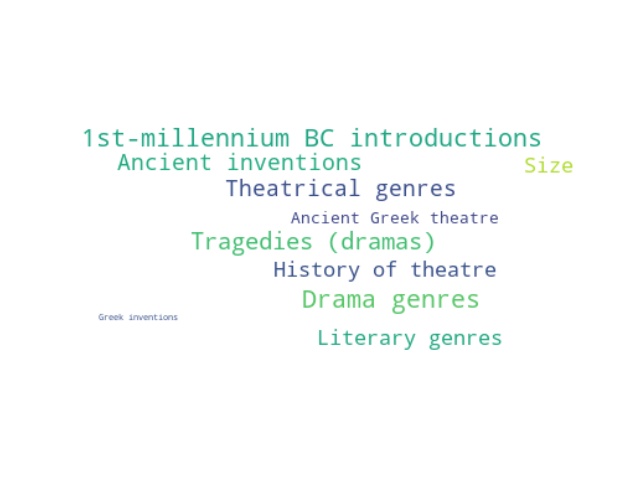 1st-millennium BC introductions
Ancient inventions
Size
Theatrical genres
Ancient Greek theatre
Tragedies (dramas)
History of theatre
Drama genres
Greek inventions
Literary genres